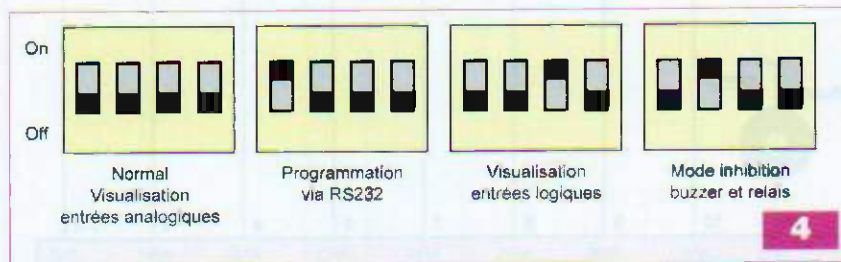 On
Off
Normal
Visualisation
entrées analogiques
Programmation
via RS232
Visualisation
entrées logiques
Mode inhibition
buzzer et relais
4